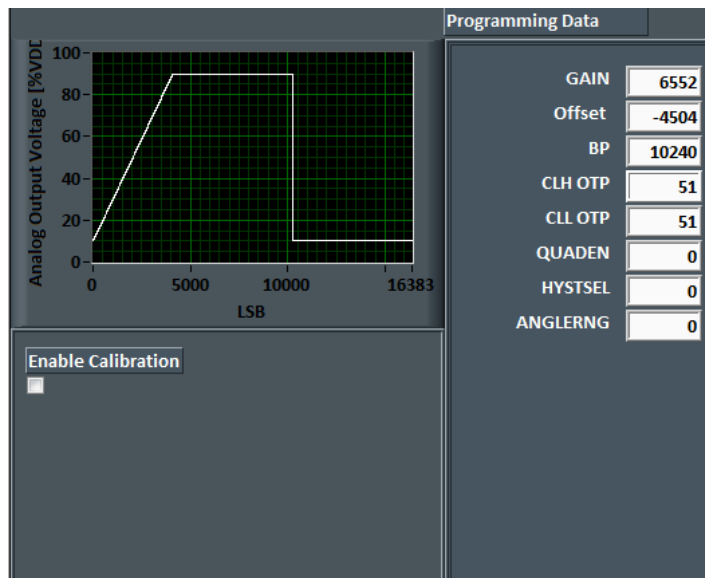 Programming Data
Analog Output Voltage [%VDD
100
80
60
40
20
0
0 5000 10000 16383
LSB
GAIN 6552
Offset -4504
BP 10240
CLH OTP 51
CLL OTP 51
QUADEN 0
HYSTSEL 0
ANGLERNG 0
Enable Calibration